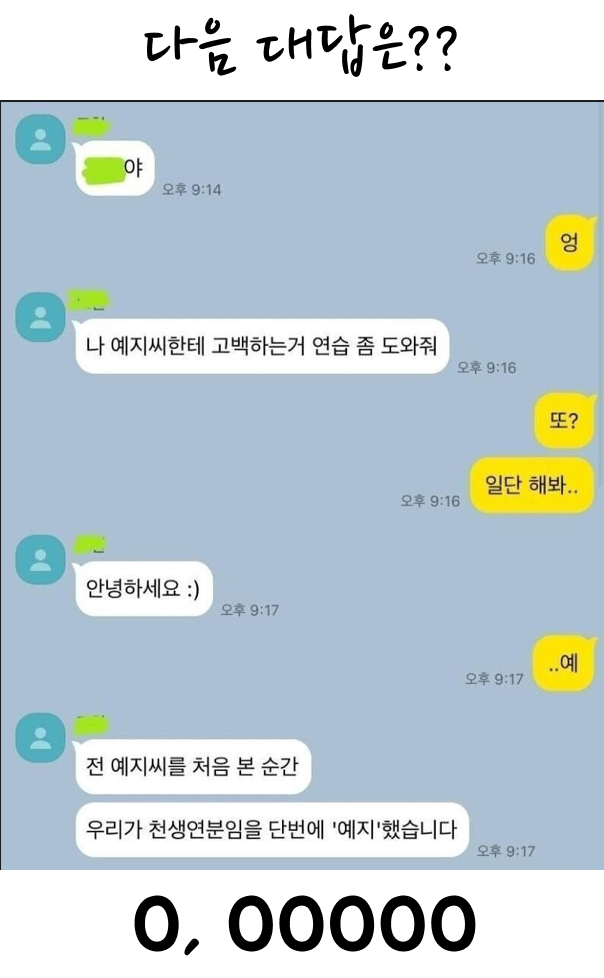 다음 대답은??
야
오후 9:14
엉
오후 9:16
나 예지씨한테 고백하는거 연습 좀 도와줘
오후 9:16
또?
일단 해봐..
오후 9:16
안녕하세요 :)
오후 9:17
..예
오후 9:17
전 예지씨를 처음 본 순간
우리가 천생연분임을 단번에 '예지'했습니다
오후 9:17
O, OOOOO